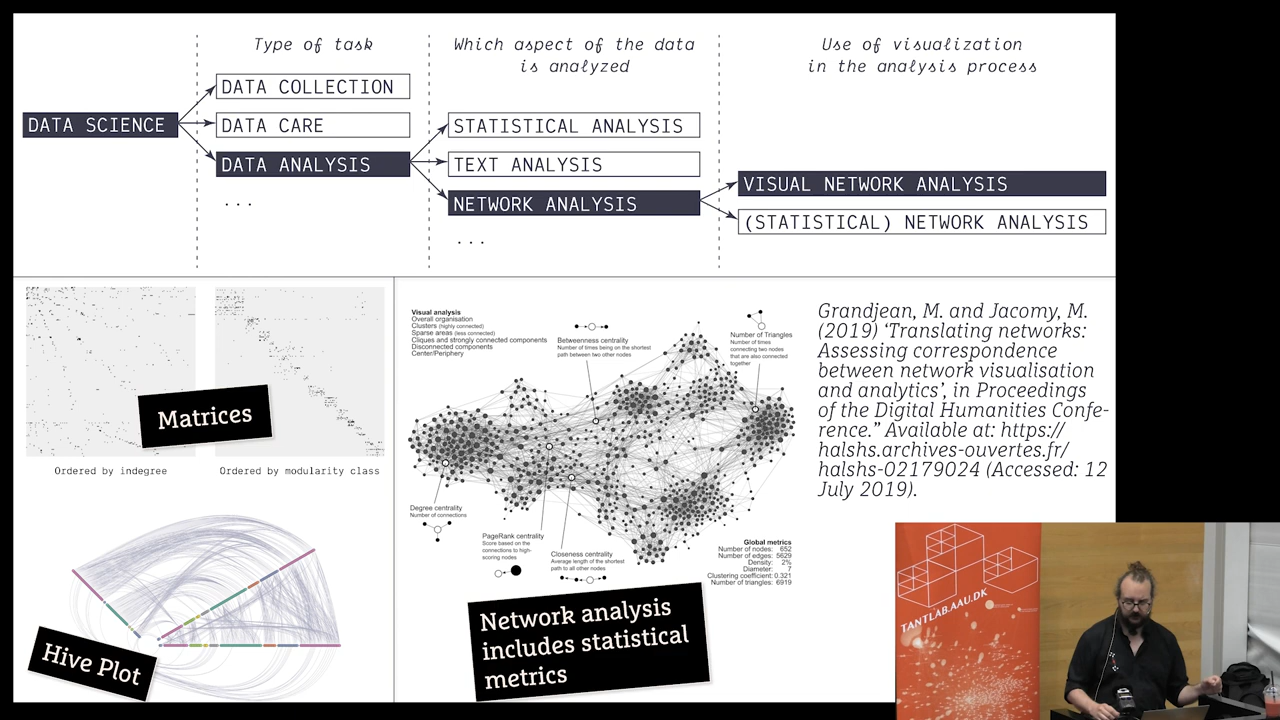 Type of task
Which aspect of the data
is analyzed
Use of visualization
in the analysis process
DATA SCIENCE
DATA COLLECTION
DATA CARE
DATA ANALYSIS
...
STATISTICAL ANALYSIS
TEXT ANALYSIS
NETWORK ANALYSIS
...
VISUAL NETWORK ANALYSIS
(STATISTICAL) NETWORK ANALYSIS
Matrices
Ordered by indegree
Ordered by modularity class
Hive Plot
Visual analysis
Overall organisation
Clusters (highly connected)
Sparse areas (less connected)
Cliques and strongly connected components
Disconnected components
Center/Periphery
Betweenness centrality
Number of times being on the shortest
path between two other nodes
Number of Triangles
Number of times
connecting two nodes
that are also connected
together
Degree centrality
Number of connections
PageRank centrality
Score based on the
connections to high-
scoring nodes
Closeness centrality
Average length of the shortest
path to all other nodes
Global metrics
Number of nodes: 652
Number of edges: 5629
Density: 2%
Diameter: 7
Clustering coefficient: 0.321
Number of triangles: 6919
Network analysis
includes statistical
metrics
Grandjean, M. and Jacomy, M.
(2019) ‘Translating networks:
Assessing correspondence
between network visualisation
and analytics’, in Proceedings
of the Digital Humanities Confe-
rence.” Available at: https://
halshs.archives-ouvertes.fr/
halshs-02179024 (Accessed: 12
July 2019).
TANTLAB.AAU.DK